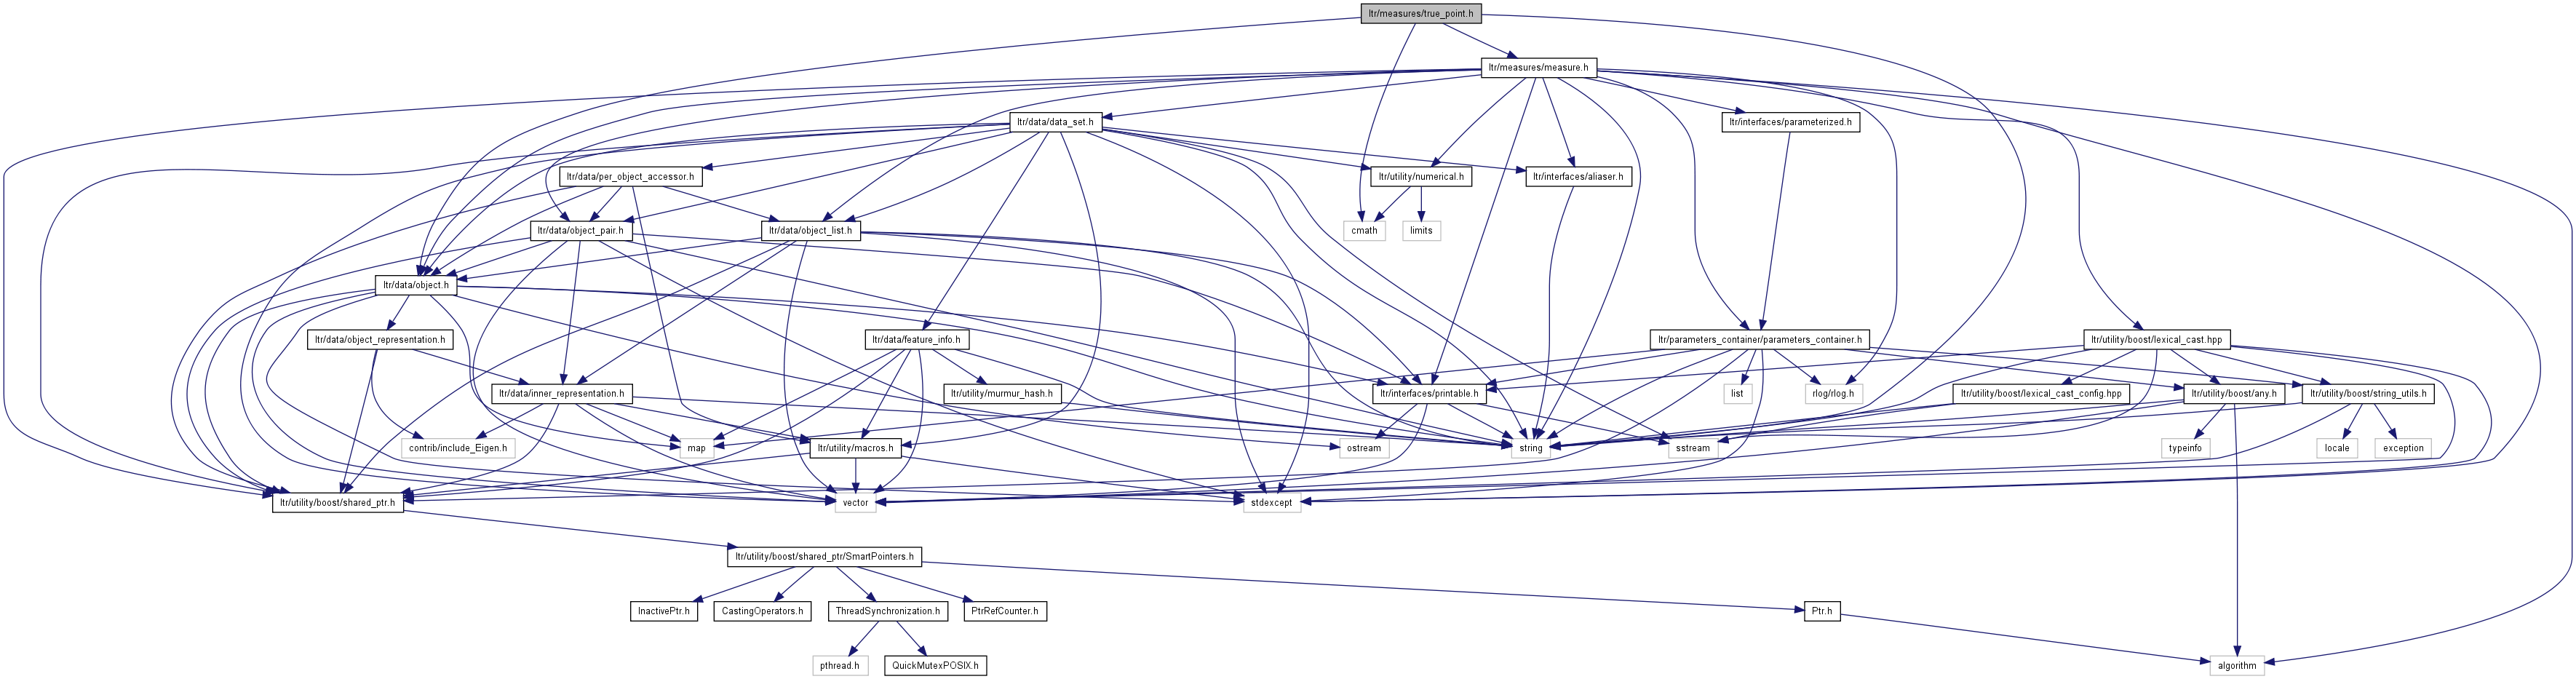 ltr/measures/true_point.h
ltr/measures/measure.h
ltr/data/data_set.h
ltr/interfaces/parameterized.h
ltr/data/per_object_accessor.h
ltr/utility/numerical.h
ltr/interfaces/aliaser.h
ltr/data/object_pair.h
ltr/data/object_list.h
cmath
limits
ltr/data/object.h
ltr/data/object_representation.h
ltr/data/feature_info.h
ltr/parameters_container/parameters_container.h
ltr/utility/boost/lexical_cast.hpp
ltr/data/inner_representation.h
ltr/utility/murmur_hash.h
ltr/interfaces/printable.h
list
rlog/rlog.h
ltr/utility/boost/lexical_cast_config.hpp
ltr/utility/boost/any.h
ltr/utility/boost/string_utils.h
contrib/include_Eigen.h
map
ltr/utility/macros.h
ostream
string
sstream
typeinfo
locale
exception
ltr/utility/boost/shared_ptr.h
vector
stdexcept
ltr/utility/boost/shared_ptr/SmartPointers.h
InactivePtr.h
CastingOperators.h
ThreadSynchronization.h
PtrRefCounter.h
Ptr.h
pthread.h
QuickMutexPOSIX.h
algorithm